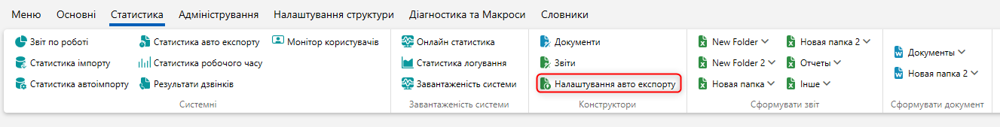 Меню Основні Статистика Адміністрування Налаштування структури Діагностика та Макроси Словники
Звіт по роботі Статистика авто експорту Монітор користувачів Онлайн статистика Документи New Folder Новая папка 2
Статистика імпорту Статистика робочого часу Статистика логування Звіти New Folder 2 Отчеты Документы
Статистика автоімпорту Результати дзвінків Завантаженість системи Налаштування авто експорту Новая папка Інше Новая папка 2
Системні Завантаженість системи Конструктори Сформувати звіт Сформувати документ